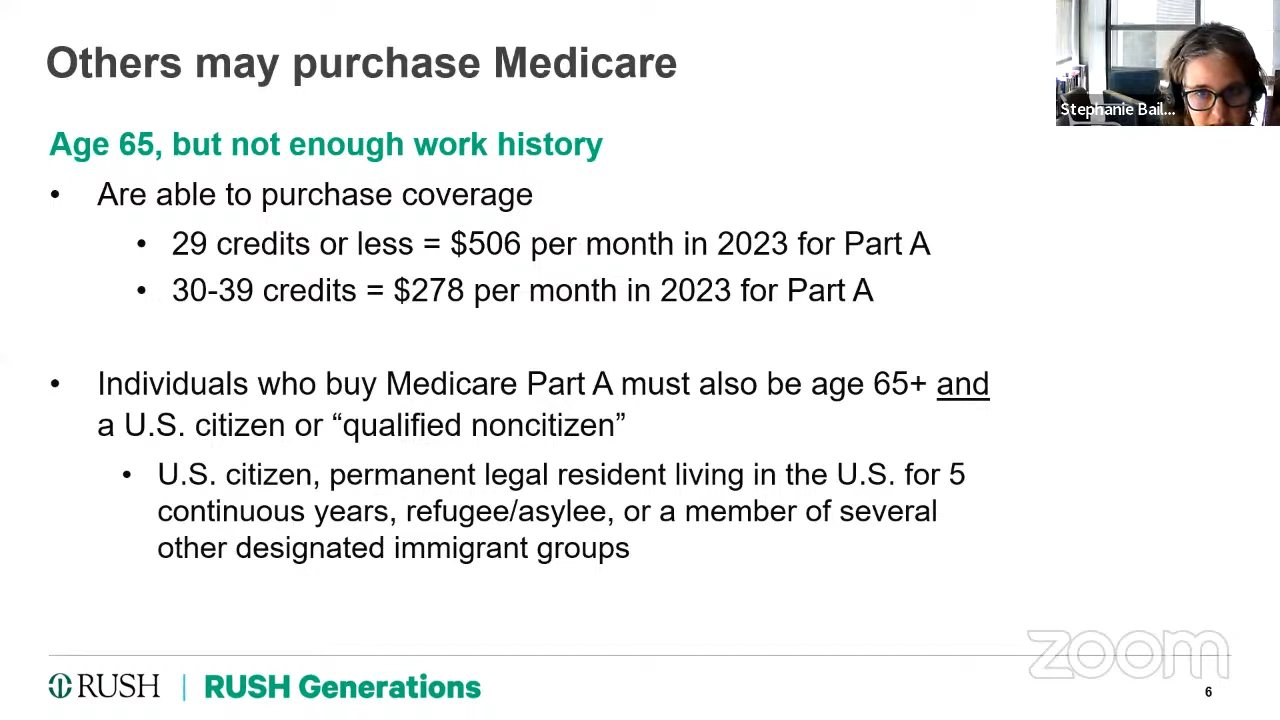 Others may purchase Medicare
Stephanie Bail...
Age 65, but not enough work history
• Are able to purchase coverage
• 29 credits or less = $506 per month in 2023 for Part A
• 30-39 credits = $278 per month in 2023 for Part A
• Individuals who buy Medicare Part A must also be age 65+ and
a U.S. citizen or “qualified noncitizen”
• U.S. citizen, permanent legal resident living in the U.S. for 5
continuous years, refugee/asylee, or a member of several
other designated immigrant groups
zoom
RUSH | RUSH Generations
6